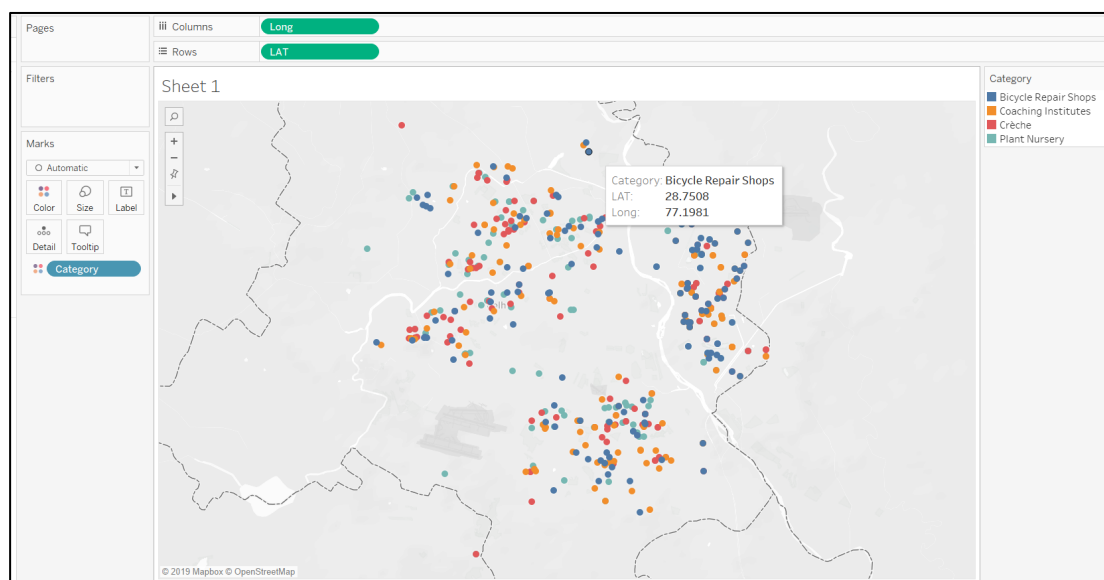 Pages
Columns
Long
Rows
LAT
Filters
Marks
Automatic
Color
Size
Label
Detail
Tooltip
Category
Sheet 1
Category: Bicycle Repair Shops
LAT: 28.7508
Long: 77.1981
© 2019 Mapbox © OpenStreetMap
Category
Bicycle Repair Shops
Coaching Institutes
Crèche
Plant Nursery